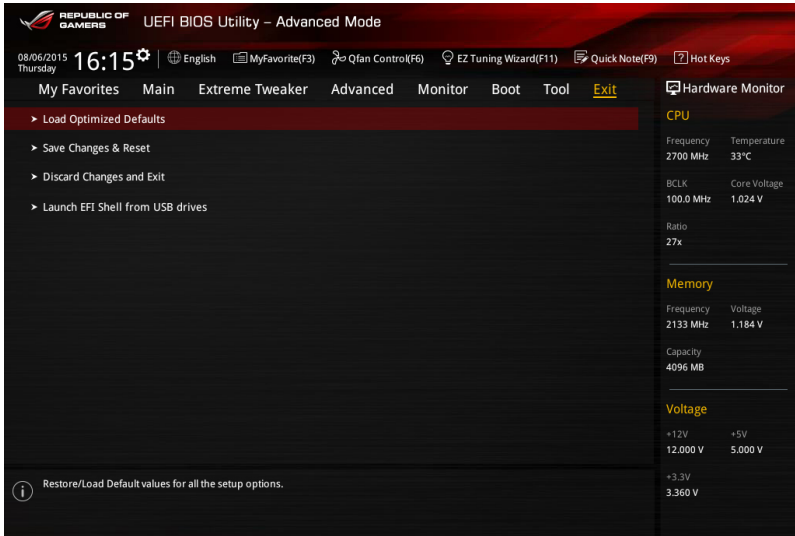 REPUBLIC OF
GAMERS
UEFI BIOS Utility – Advanced Mode
08/06/2015
Thursday
16:15
English
MyFavorite(F3)
Qfan Control(F6)
EZ Tuning Wizard(F11)
Quick Note(F9)
? Hot Keys
My Favorites Main Extreme Tweaker Advanced Monitor Boot Tool Exit
> Load Optimized Defaults
> Save Changes & Reset
> Discard Changes and Exit
> Launch EFI Shell from USB drives
Hardware Monitor
CPU
Frequency Temperature
2700 MHz 33°C
BCLK Core Voltage
100.0 MHz 1.024 V
Ratio
27x
Memory
Frequency Voltage
2133 MHz 1.184 V
Capacity
4096 MB
Voltage
+12V +5V
12.000 V 5.000 V
+3.3V
3.360 V
i
Restore/Load Default values for all the setup options.